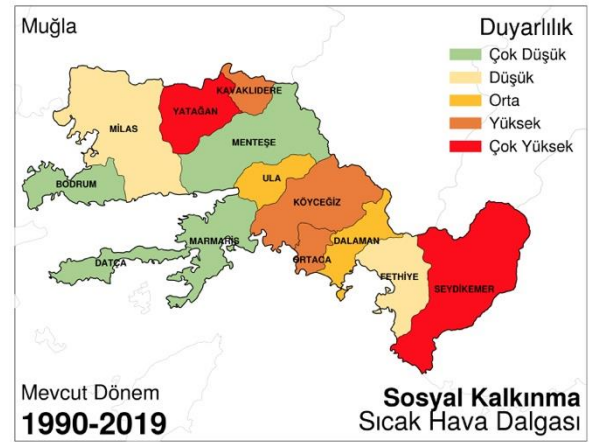 Muğla
Duyarlılık
Çok Düşük
Düşük
Orta
Yüksek
Çok Yüksek
KAVAKLIDERE
YATAĞAN
MİLAS
MENTEŞE
ULA
BODRUM
KÖYCEĞİZ
MARMARİS
DALAMAN
ORTACA
DATÇA
FETHİYE
SEYDİKEMER
Mevcut Dönem
1990-2019
Sosyal Kalkınma
Sıcak Hava Dalgası